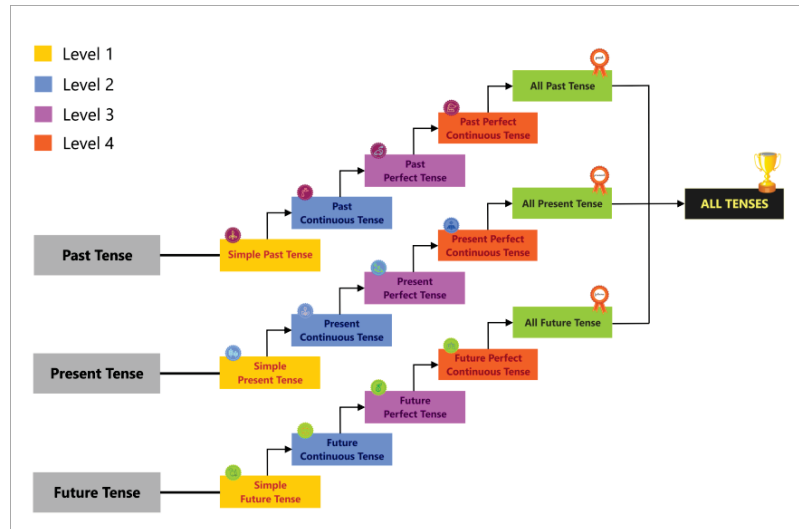 Level 1
Level 2
Level 3
Level 4
All Past Tense
Past Perfect
Continuous Tense
Past
Perfect Tense
Past
Continuous Tense
Simple Past Tense
Past Tense
ALL TENSES
All Present Tense
Present Perfect
Continuous Tense
Present
Perfect Tense
Present
Continuous Tense
Simple
Present Tense
Present Tense
All Future Tense
Future Perfect
Continuous Tense
Future
Perfect Tense
Future
Continuous Tense
Simple
Future Tense
Future Tense